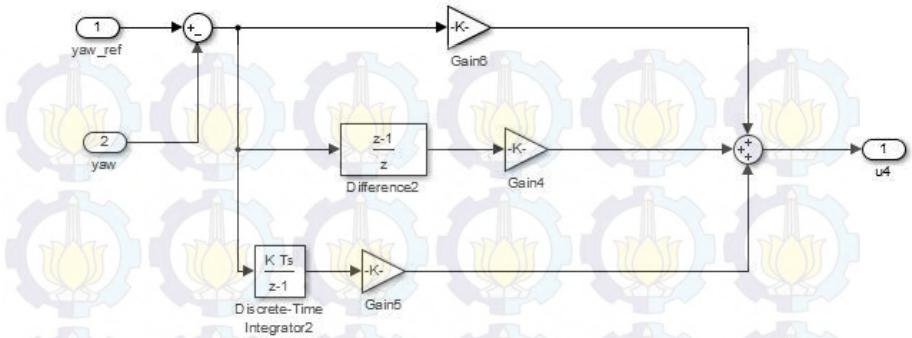 1
yaw_ref
+
-
-K-
Gain6
2
yaw
z-1
z
Difference2
-K-
Gain4
+
+
+
1
u4
K Ts
z-1
Discrete-Time
Integrator2
-K-
Gain5